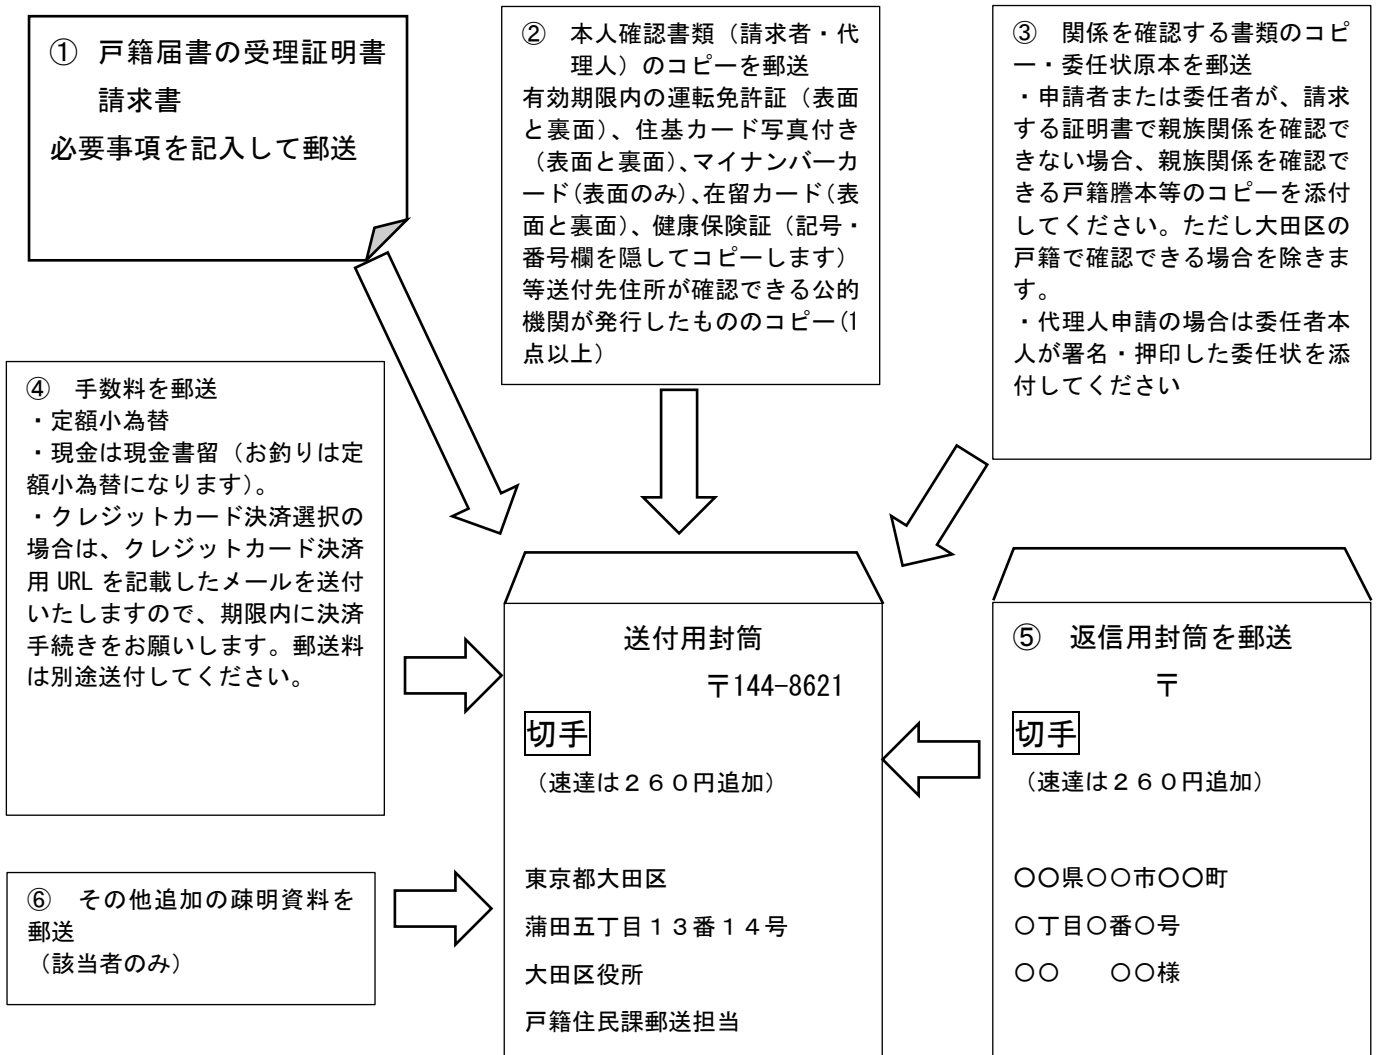 ① 戸籍届書の受理証明書
請求書
必要事項を記入して郵送
② 本人確認書類（請求者・代
理人）のコピーを郵送
有効期限内の運転免許証（表面
と裏面）、住基カード写真付き
（表面と裏面）、マイナンバーカ
ード(表面のみ)、在留カード(表
面と裏面)、健康保険証（記号・
番号欄を隠してコピーします）
等送付先住所が確認できる公的
機関が発行したもののコピー(1
点以上)
③ 関係を確認する書類のコピ
ー・委任状原本を郵送
・申請者または委任者が、請求
する証明書で親族関係を確認で
きない場合、親族関係を確認で
きる戸籍謄本等のコピーを添付
してください。ただし大田区の
戸籍で確認できる場合を除きま
す。
・代理人申請の場合は委任者本
人が署名・押印した委任状を添
付してください
④ 手数料を郵送
・定額小為替
・現金は現金書留（お釣りは定
額小為替になります)。
・クレジットカード決済選択の
場合は、クレジットカード決済
用 URL を記載したメールを送付
いたしますので、期限内に決済
手続きをお願いします。郵送料
は別途送付してください。
送付用封筒
〒144-8621
切手
（速達は２６０円追加）
東京都大田区
蒲田五丁目１３番１４号
大田区役所
戸籍住民課郵送担当
⑤ 返信用封筒を郵送
〒
切手
（速達は２６０円追加）
〇〇県〇〇市〇〇町
〇丁目〇番〇号
〇〇　　〇〇様
⑥ その他追加の疎明資料を
郵送
（該当者のみ）